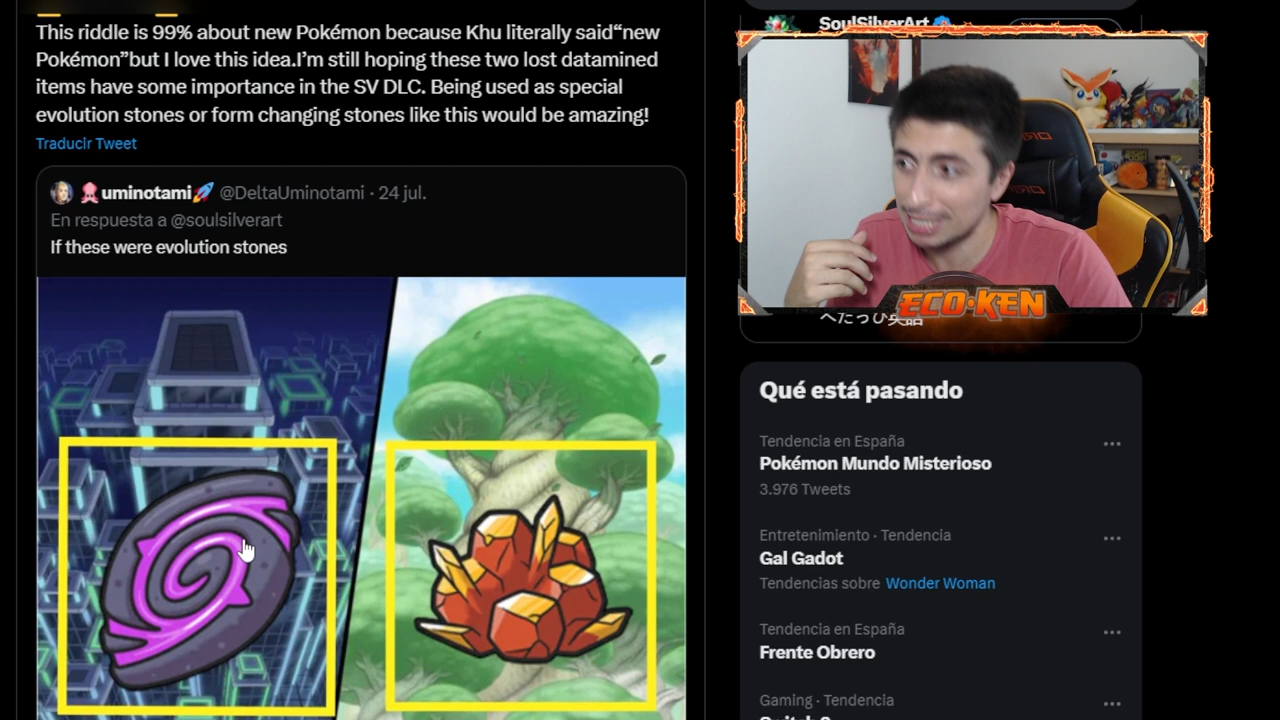 This riddle is 99% about new Pokémon because Khu literally said“new
Pokémon”but I love this idea.I’m still hoping these two lost datamined
items have some importance in the SV DLC. Being used as special
evolution stones or form changing stones like this would be amazing!
Traducir Tweet
uminotami @DeltaUminotami · 24 jul.
En respuesta a @soulsilverart
If these were evolution stones
SoulSilverArt
ECO·KEN
Qué está pasando
Tendencia en España
Pokémon Mundo Misterioso
3.976 Tweets
Entretenimiento · Tendencia
Gal Gadot
Tendencias sobre Wonder Woman
Tendencia en España
Frente Obrero
Gaming · Tendencia